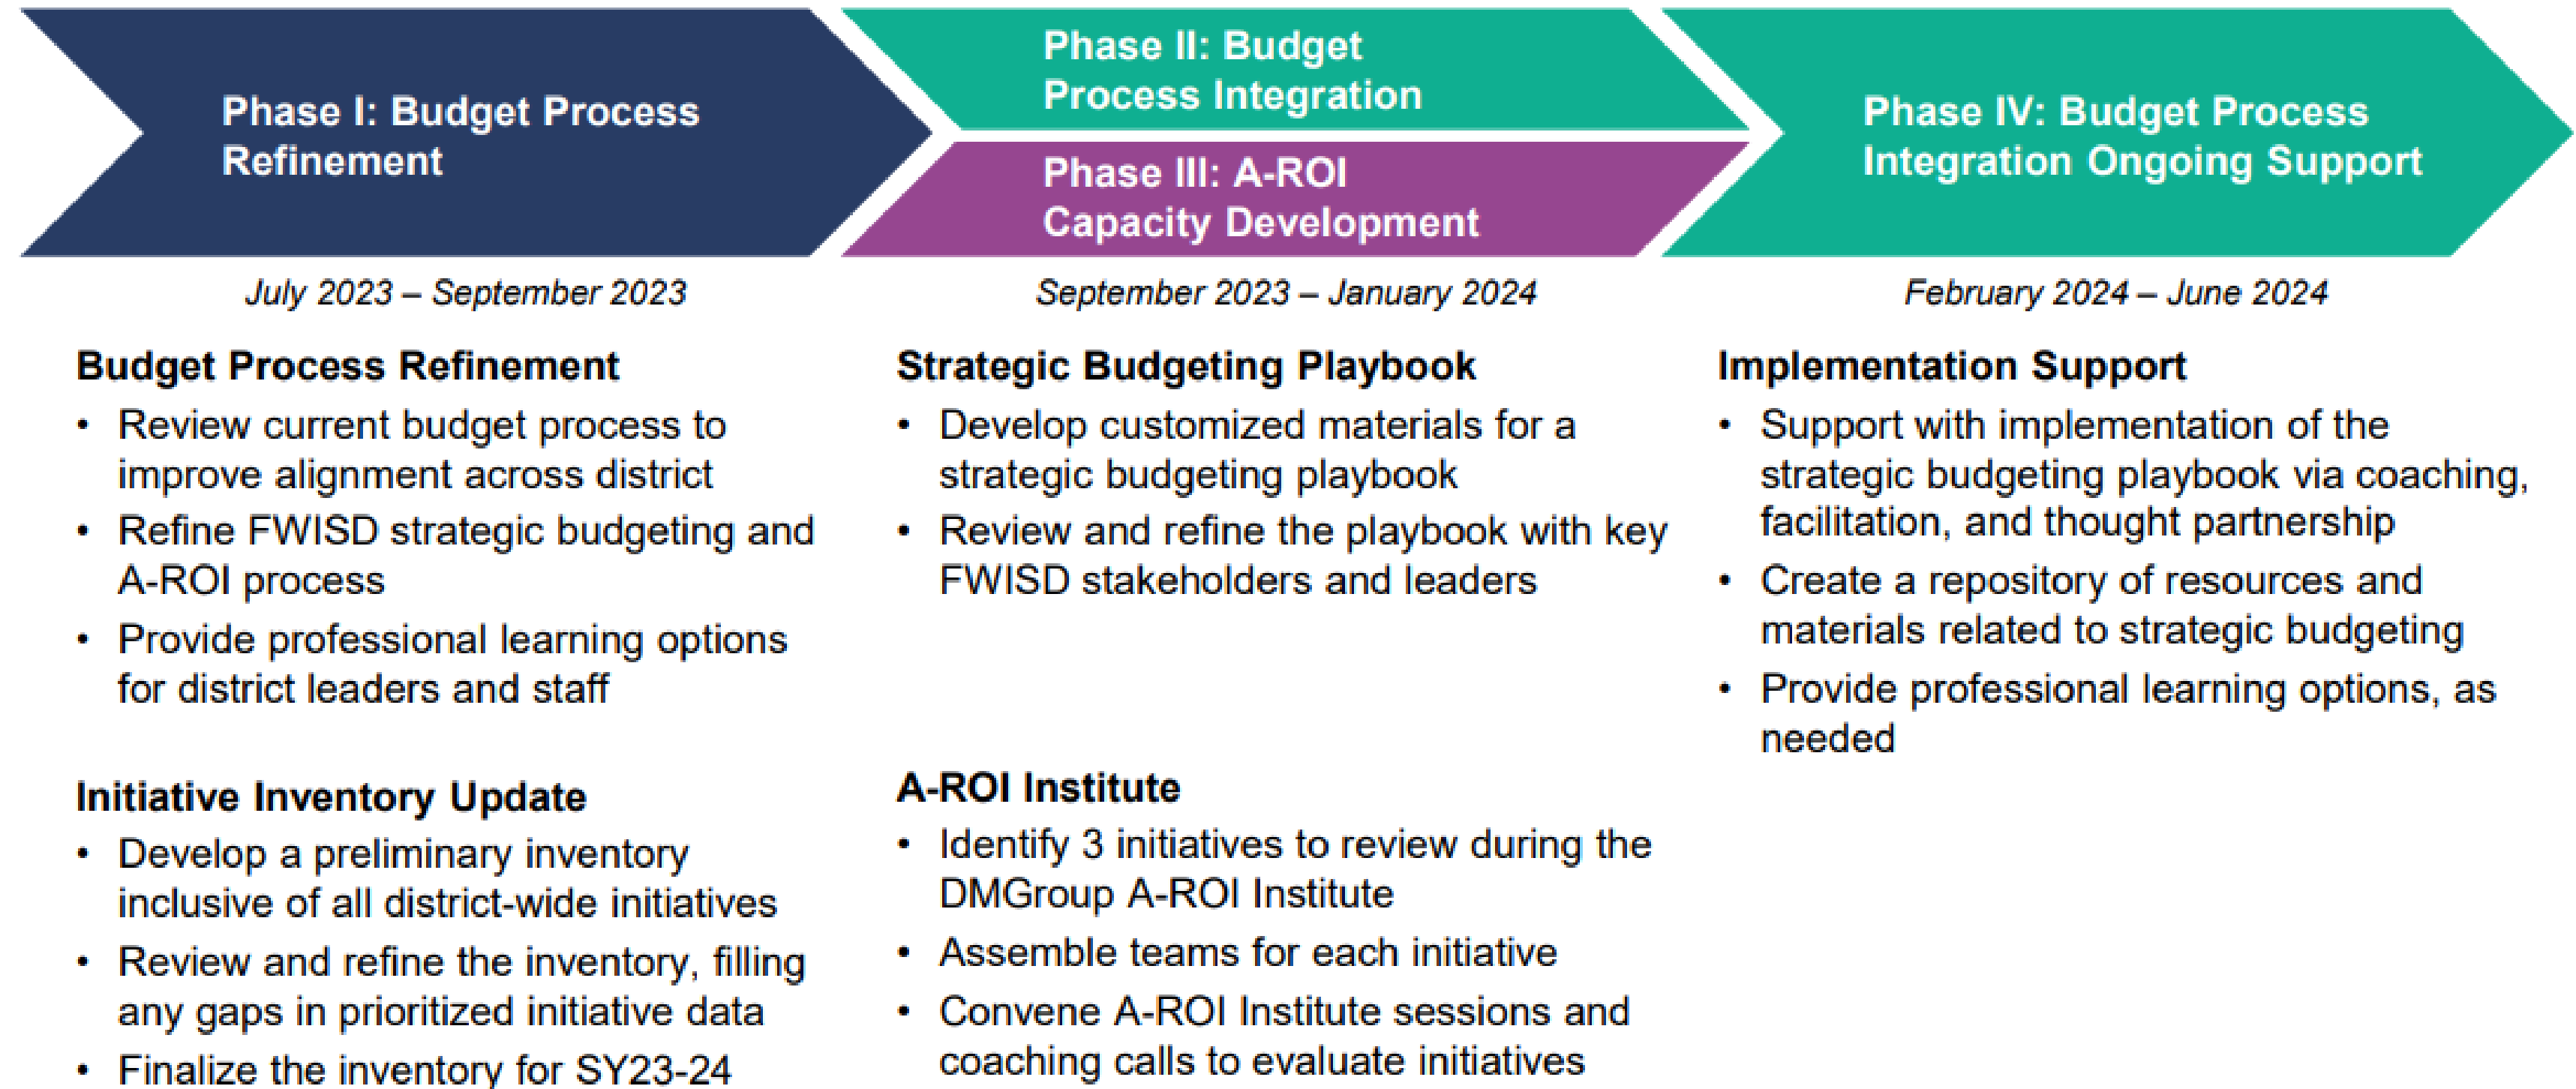 Phase I: Budget Process
Refinement
Phase II: Budget
Process Integration
Phase III: A-ROI
Capacity Development
Phase IV: Budget Process
Integration Ongoing Support
July 2023 – September 2023
September 2023 – January 2024
February 2024 – June 2024
Budget Process Refinement
• Review current budget process to
improve alignment across district
• Refine FWISD strategic budgeting and
A-ROI process
• Provide professional learning options
for district leaders and staff
Initiative Inventory Update
• Develop a preliminary inventory
inclusive of all district-wide initiatives
• Review and refine the inventory, filling
any gaps in prioritized initiative data
• Finalize the inventory for SY23-24
Strategic Budgeting Playbook
• Develop customized materials for a
strategic budgeting playbook
• Review and refine the playbook with key
FWISD stakeholders and leaders
A-ROI Institute
• Identify 3 initiatives to review during the
DMGroup A-ROI Institute
• Assemble teams for each initiative
• Convene A-ROI Institute sessions and
coaching calls to evaluate initiatives
Implementation Support
• Support with implementation of the
strategic budgeting playbook via coaching,
facilitation, and thought partnership
• Create a repository of resources and
materials related to strategic budgeting
• Provide professional learning options, as
needed